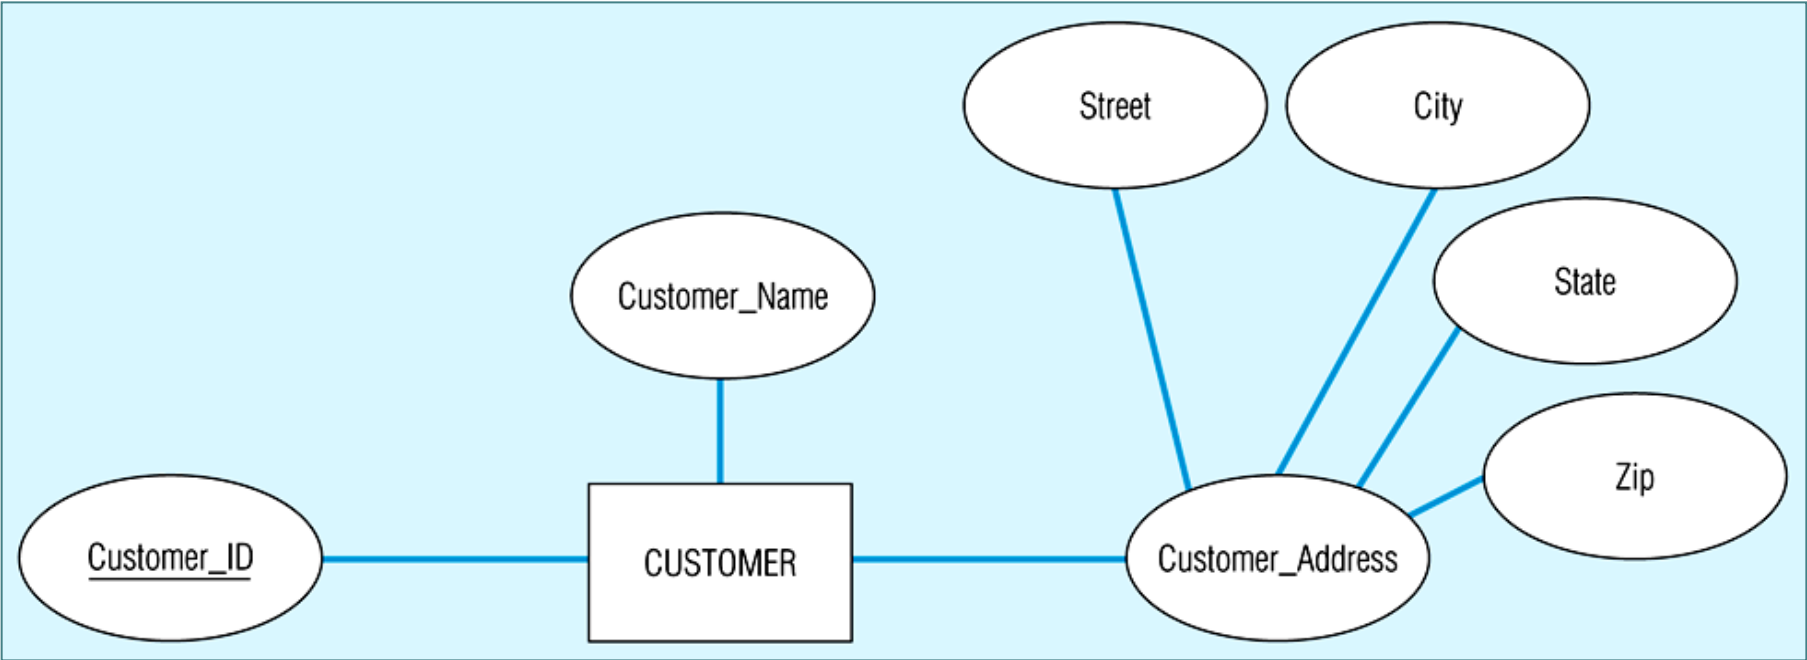 Street
City
State
Customer_Name
Zip
Customer_ID
CUSTOMER
Customer_Address